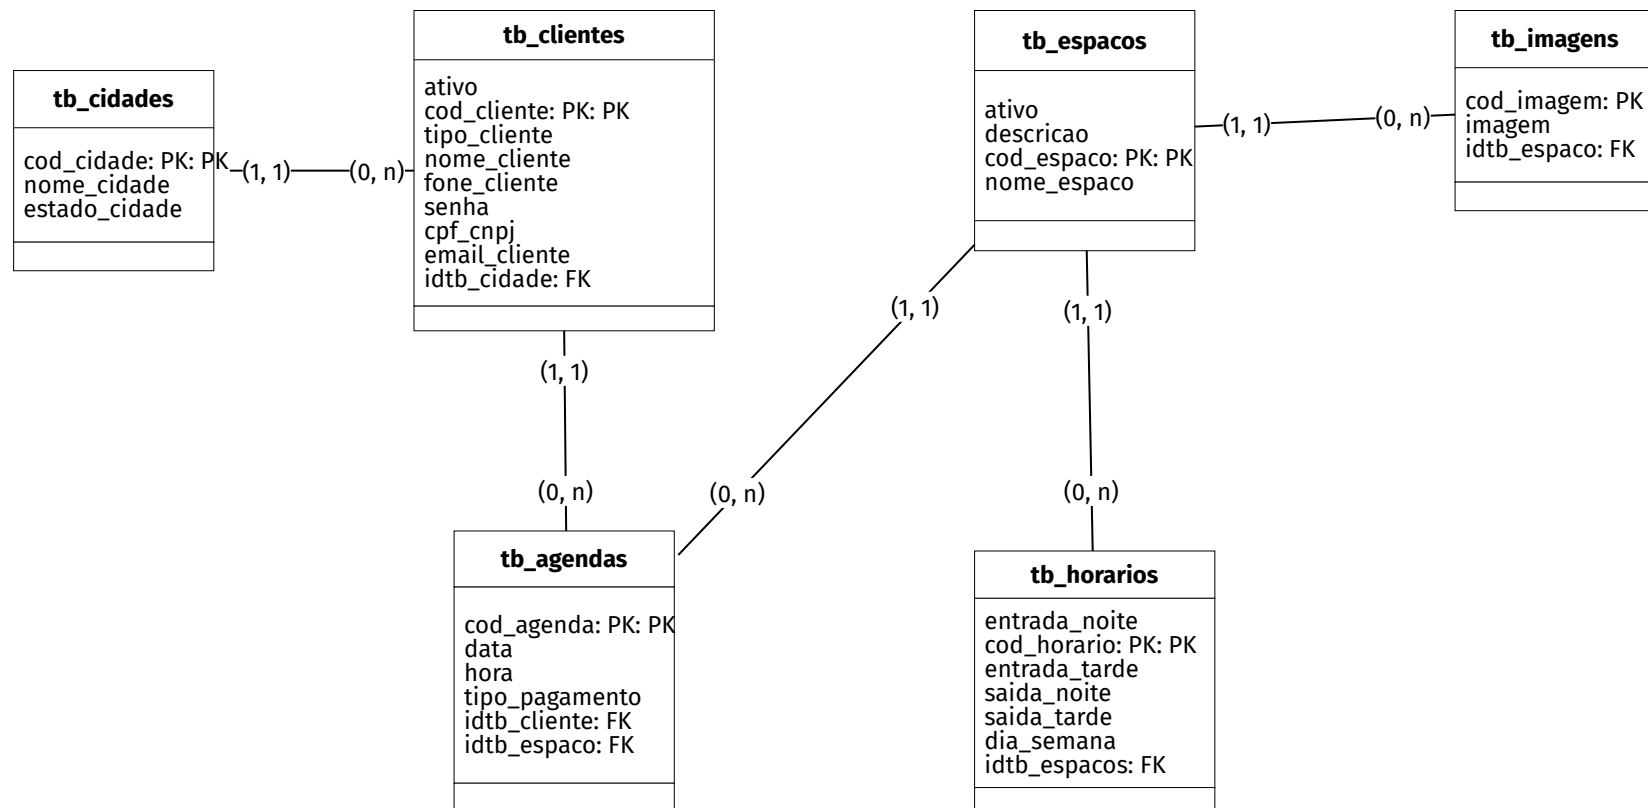 tb_cidades
cod_cidade: PK: PK
nome_cidade
estado_cidade
(1, 1)
(0, n)
tb_clientes
ativo
cod_cliente: PK: PK
tipo_cliente
nome_cliente
fone_cliente
senha
cpf_cnpj
email_cliente
idtb_cidade: FK
tb_espacos
ativo
descricao
cod_espaco: PK: PK
nome_espaco
(1, 1)
(0, n)
tb_imagens
cod_imagem: PK
imagem
idtb_espaco: FK
(1, 1)
(0, n)
(1, 1)
(0, n)
(1, 1)
(0, n)
tb_agendas
cod_agenda: PK: PK
data
hora
tipo_pagamento
idtb_cliente: FK
idtb_espaco: FK
tb_horarios
entrada_noite
cod_horario: PK: PK
entrada_tarde
saida_noite
saida_tarde
dia_semana
idtb_espacos: FK